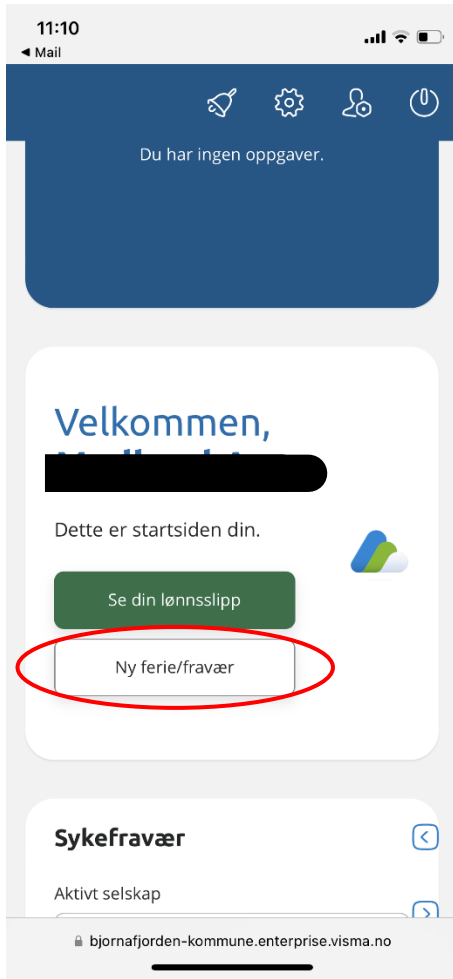 11:10
◀ Mail
Du har ingen oppgaver.
Velkommen,
Dette er startsiden din.
Se din lønnsslipp
Ny ferie/fravær
Sykefravær
Aktivt selskap
bjornafjorden-kommune.enterprise.visma.no